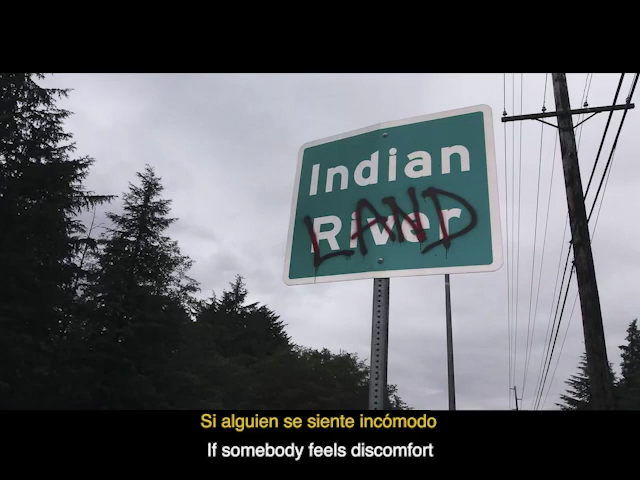 Indian
River
LAND
Si alguien se siente incómodo
If somebody feels discomfort